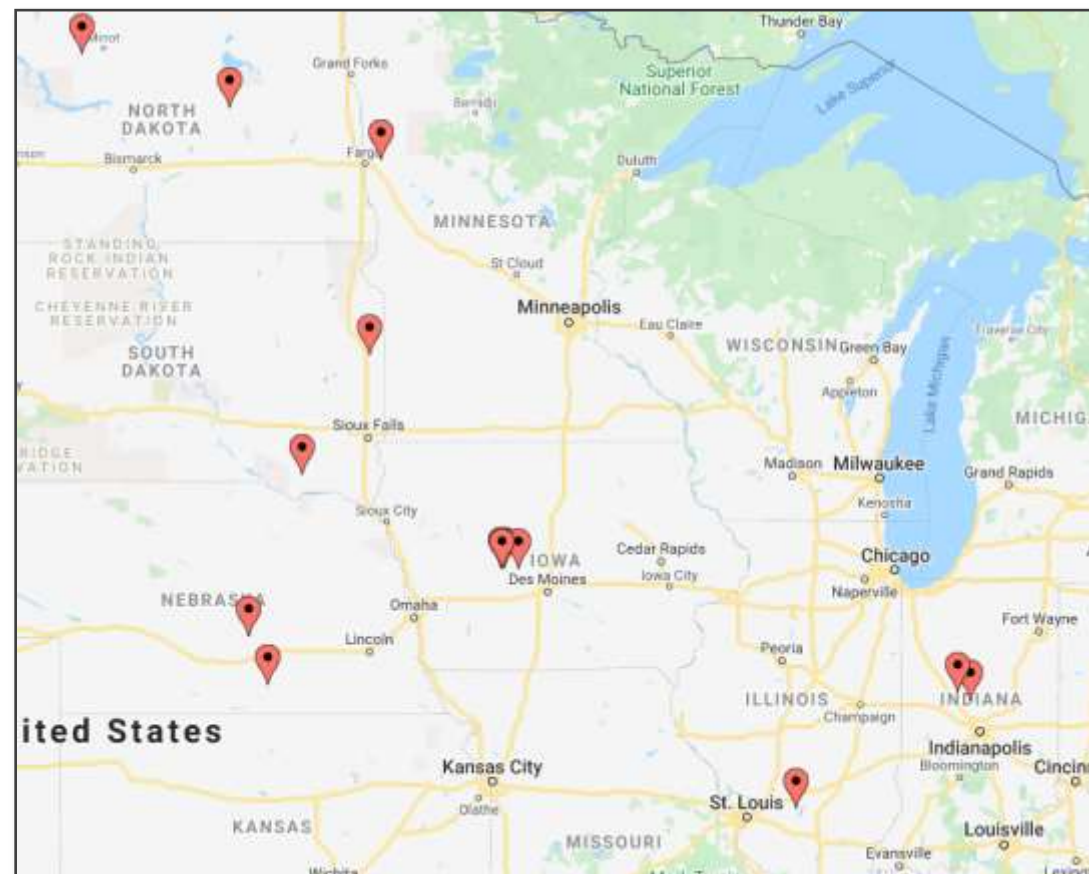 Thunder Bay
Minot
Grand Forks
Superior
National Forest
Lake Superior
Bemidji
NORTH
DAKOTA
Bismarck
Fargo
Duluth
MINNESOTA
STANDING
ROCK INDIAN
RESERVATION
St Cloud
CHEYENNE RIVER
RESERVATION
Minneapolis
Eau Claire
Traverse City
WISCONSIN
Green Bay
SOUTH
DAKOTA
Lake Michigan
Appleton
MICHIG
Sioux Falls
RIDGE
VATION
Madison
Milwaukee
Grand Rapids
Kenosha
Sioux City
Cedar Rapids
IOWA
Chicago
Des Moines
Iowa City
Naperville
NEBRASKA
Omaha
Fort Wayne
Lincoln
Peoria
ILLINOIS
INDIANA
Champaign
ited States
Indianapolis
Bloomington
Kansas City
Cincin
Olathe
St. Louis
KANSAS
MISSOURI
Louisville
Evansville
Wichita